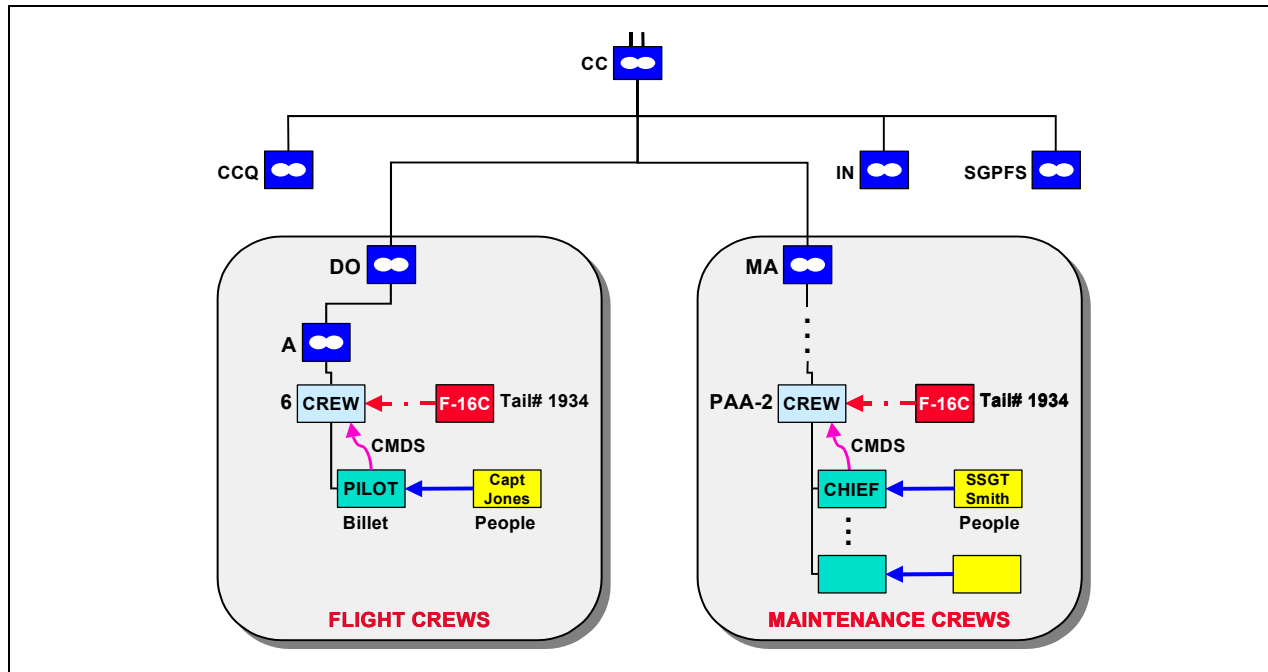 CC
CCQ
IN
SGPFS
DO
A
6
CREW
F-16C
Tail# 1934
CMDS
PILOT
Capt
Jones
Billet
People
FLIGHT CREWS
MA
PAA-2
CREW
F-16C
Tail# 1934
CMDS
CHIEF
SSGT
Smith
People
MAINTENANCE CREWS